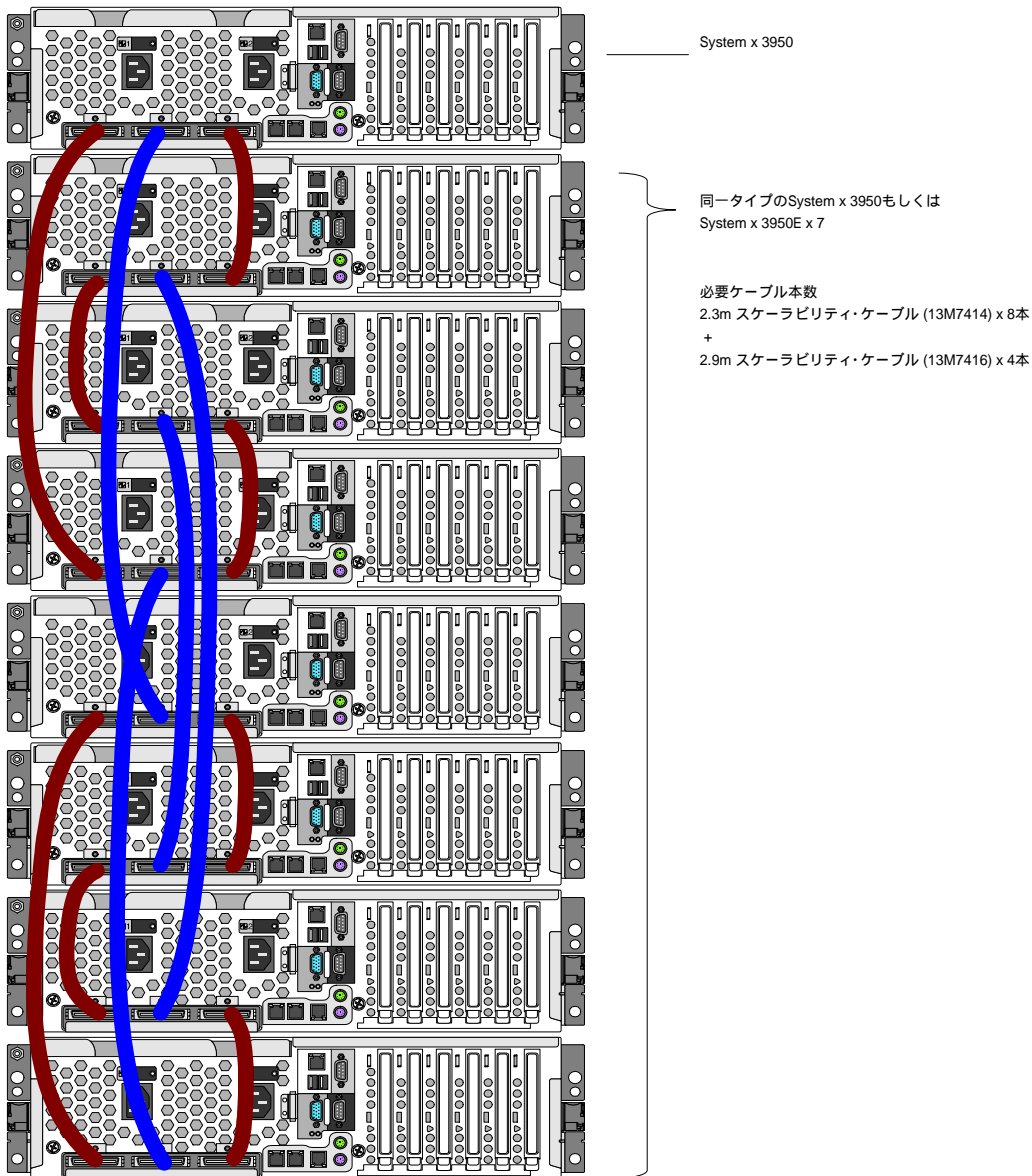 System x 3950
同一タイプのSystem x 3950もしくは
System x 3950E x 7
必要ケーブル本数
2.3m スケーラビリティ・ケーブル (13M7414) x 8本
+
2.9m スケーラビリティ・ケーブル (13M7416) x 4本